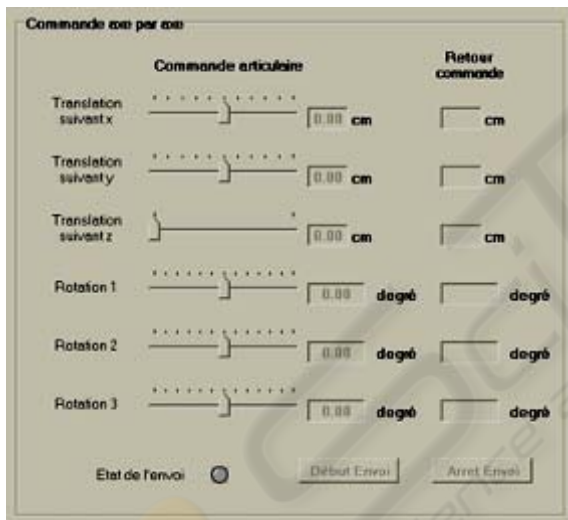 Commande axe par axe
Commande articulaire
Retour
commande
Translation
suivant x
0.00 cm
cm
Translation
suivant y
0.00 cm
cm
Translation
suivant z
0.00 cm
cm
Rotation 1
0.00 degré
degré
Rotation 2
0.00 degré
degré
Rotation 3
0.00 degré
degré
Etat de l'envoi
Début Envoi
Arret Envoi